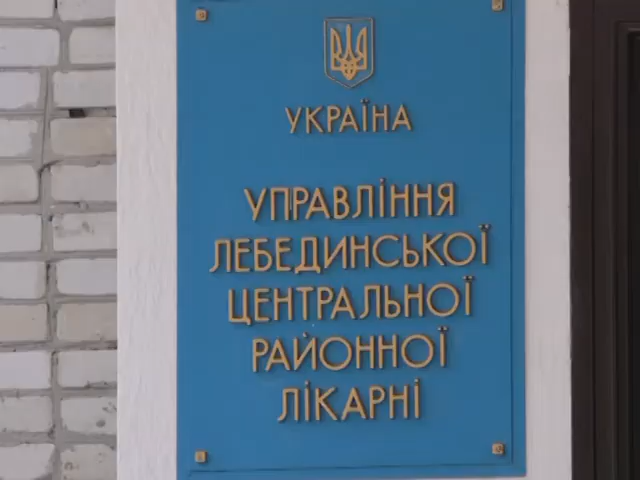 УКРАЇНА
УПРАВЛІННЯ
ЛЕБЕДИНСЬКОЇ
ЦЕНТРАЛЬНОЇ
РАЙОННОЇ
ЛІКАРНІ